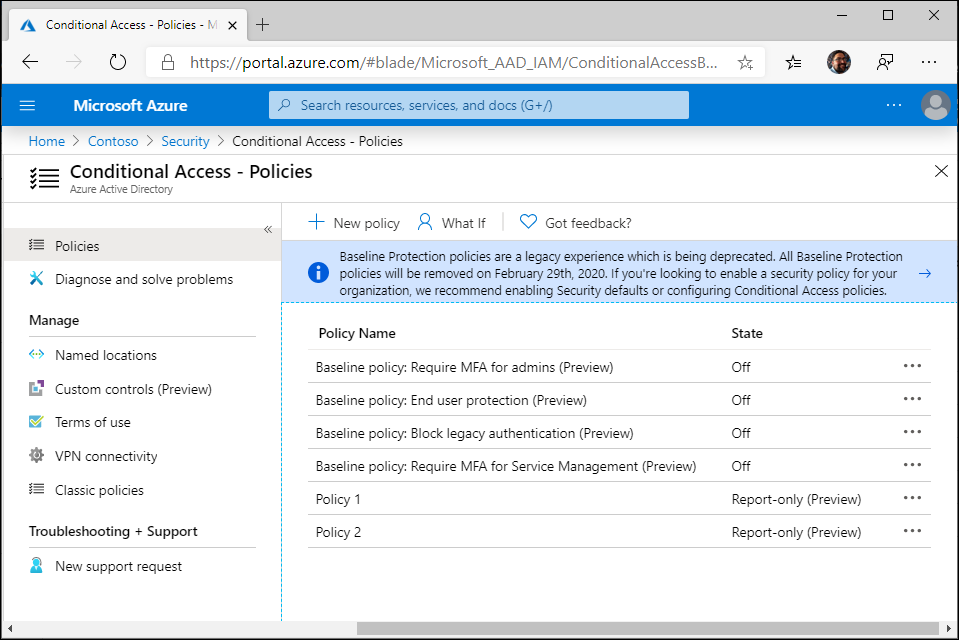 Conditional Access - Policies - M
https://portal.azure.com/#blade/Microsoft_AAD_IAM/ConditionalAccessB...
Microsoft Azure
Search resources, services, and docs (G+/)
Home > Contoso > Security > Conditional Access - Policies
Conditional Access - Policies
Azure Active Directory
Policies
Diagnose and solve problems
Manage
Named locations
Custom controls (Preview)
Terms of use
VPN connectivity
Classic policies
Troubleshooting + Support
New support request
New policy What If Got feedback?
Baseline Protection policies are a legacy experience which is being deprecated. All Baseline Protection
policies will be removed on February 29th, 2020. If you're looking to enable a security policy for your
organization, we recommend enabling Security defaults or configuring Conditional Access policies.
Policy Name State
Baseline policy: Require MFA for admins (Preview) Off
Baseline policy: End user protection (Preview) Off
Baseline policy: Block legacy authentication (Preview) Off
Baseline policy: Require MFA for Service Management (Preview) Off
Policy 1 Report-only (Preview)
Policy 2 Report-only (Preview)